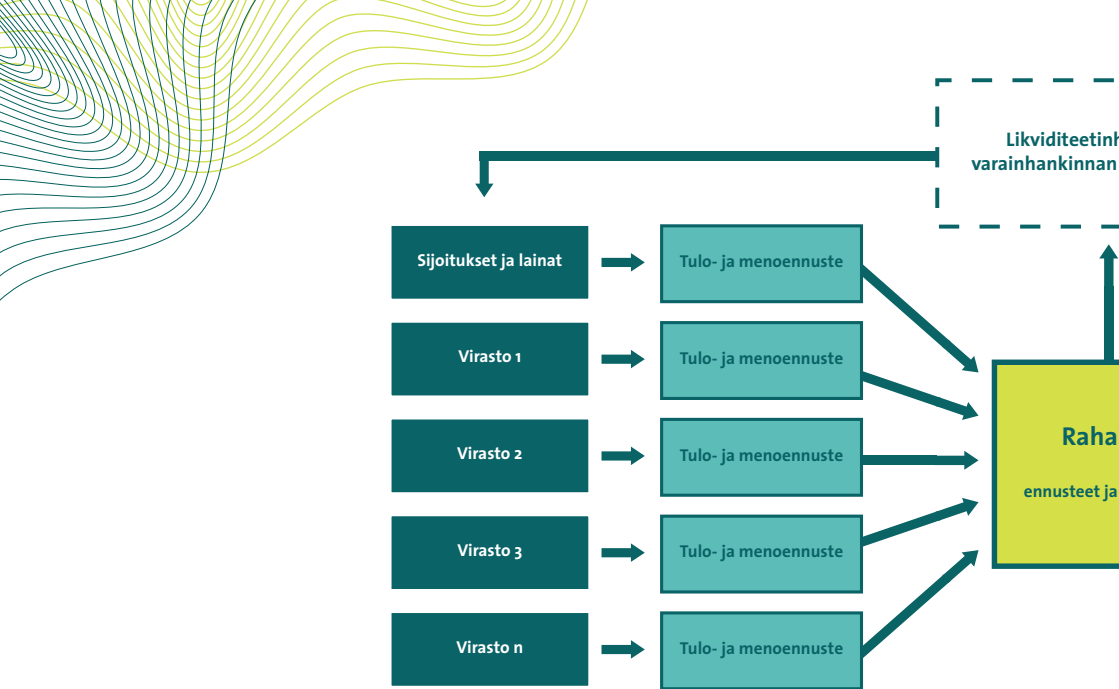 Likviditeetinh
varainhankinnan
Sijoitukset ja lainat
Tulo- ja menoennuste
Virasto 1
Tulo- ja menoennuste
Raha
Virasto 2
Tulo- ja menoennuste
ennusteet ja
Virasto 3
Tulo- ja menoennuste
Virasto n
Tulo- ja menoennuste